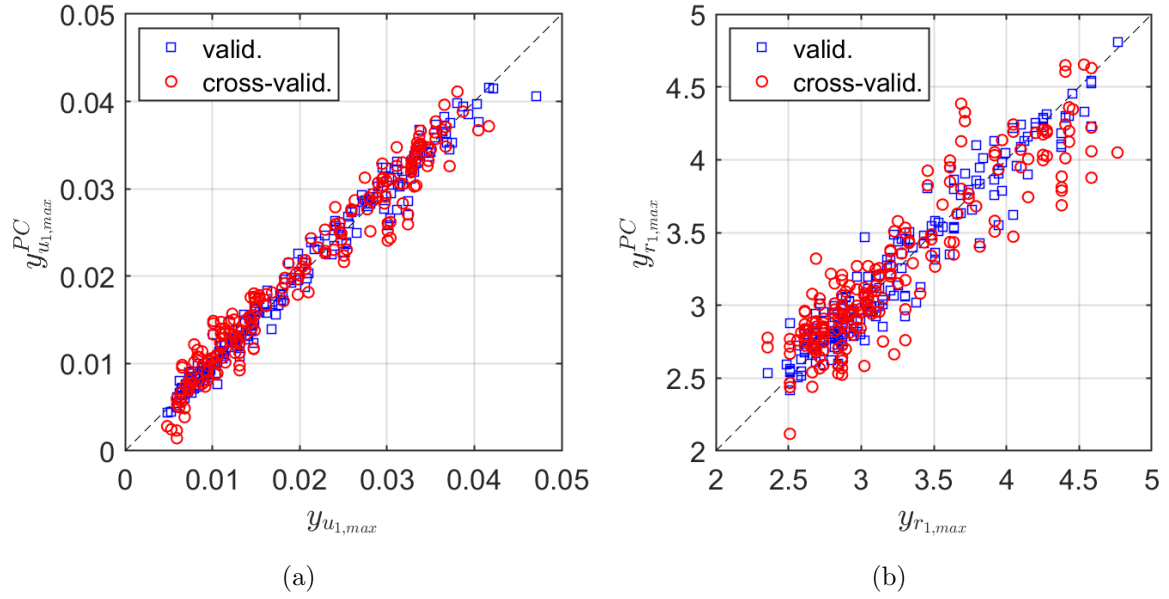 0.05
0.04
0.03
0.02
0.01
0
0
0.01
0.02
0.03
0.04
0.05
valid.
cross-valid.
y^{PC}_{u_{1,max}}
y_{u_{1,max}}
(a)
5
4.5
4
3.5
3
2.5
2
2
2.5
3
3.5
4
4.5
5
valid.
cross-valid.
y^{PC}_{r_{1,max}}
y_{r_{1,max}}
(b)